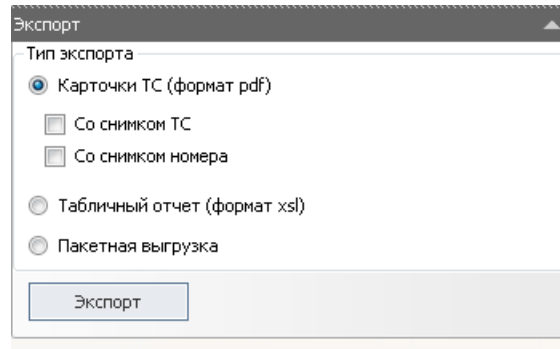 Экспорт
Тип экспорта
Карточки ТС (формат pdf)
Со снимком ТС
Со снимком номера
Табличный отчет (формат xsl)
Пакетная выгрузка
Экспорт